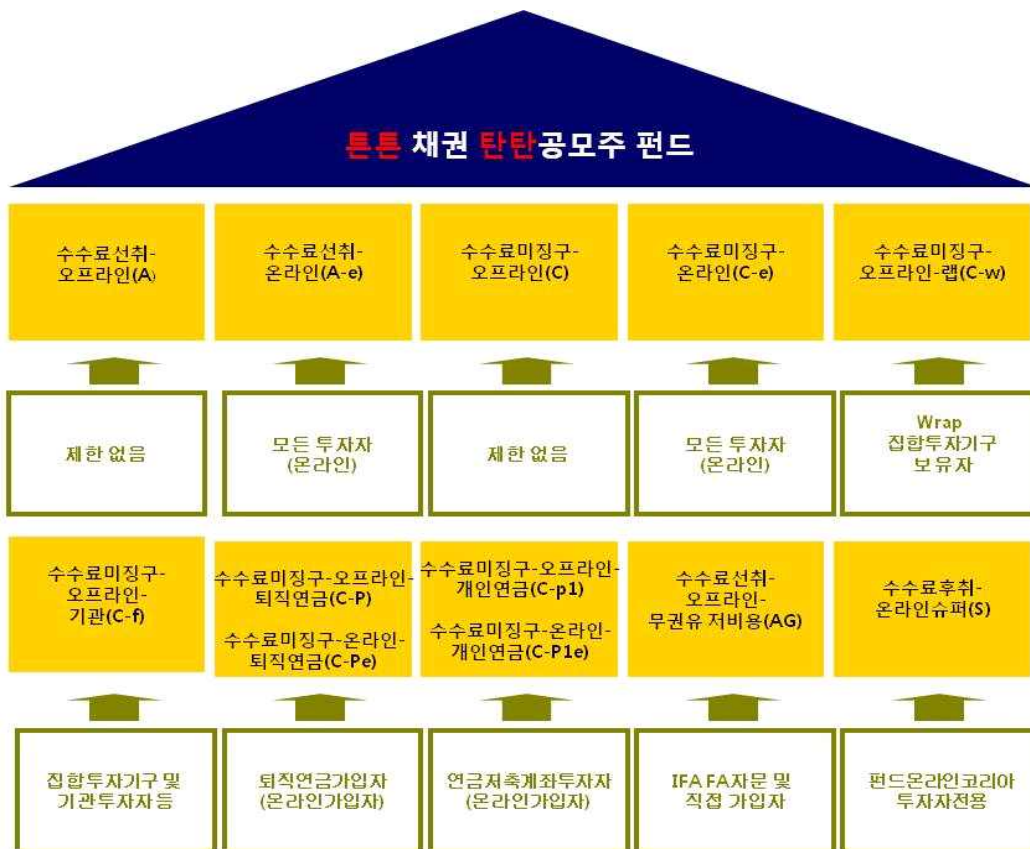 튼튼 채권 탄탄공모주 펀드
수수료선취-
오프라인(A)
수수료선취-
온라인(A-e)
수수료미징구-
오프라인(C)
수수료미징구-
온라인(C-e)
수수료미징구-
오프라인-랩(C-w)
제한 없음
모든 투자자
(온라인)
제한 없음
모든 투자자
(온라인)
Wrap
집합투자기구
보유자
수수료미징구-
오프라인-
기관(C-f)
수수료미징구-오프라인-
퇴직연금(C-P)
수수료미징구-온라인-
퇴직연금(C-Pe)
수수료미징구-오프라인-
개인연금(C-p1)
수수료미징구-온라인-
개인연금(C-P1e)
수수료선취-
오프라인-
무권유 저비용(AG)
수수료후취-
온라인슈퍼(S)
집합투자기구 및
기관투자자 등
퇴직연금가입자
(온라인가입자)
연금저축계좌투자자
(온라인가입자)
IFA FA자문 및
직접 가입자
펀드온라인코리아
투자자전용